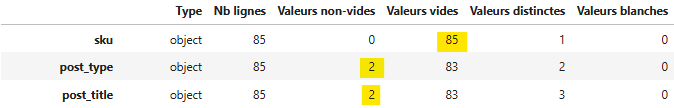 Type Nb lignes Valeurs non-vides Valeurs vides Valeurs distinctes Valeurs blanches
sku object 85 0 85 1 0
post_type object 85 2 83 2 0
post_title object 85 2 83 3 0